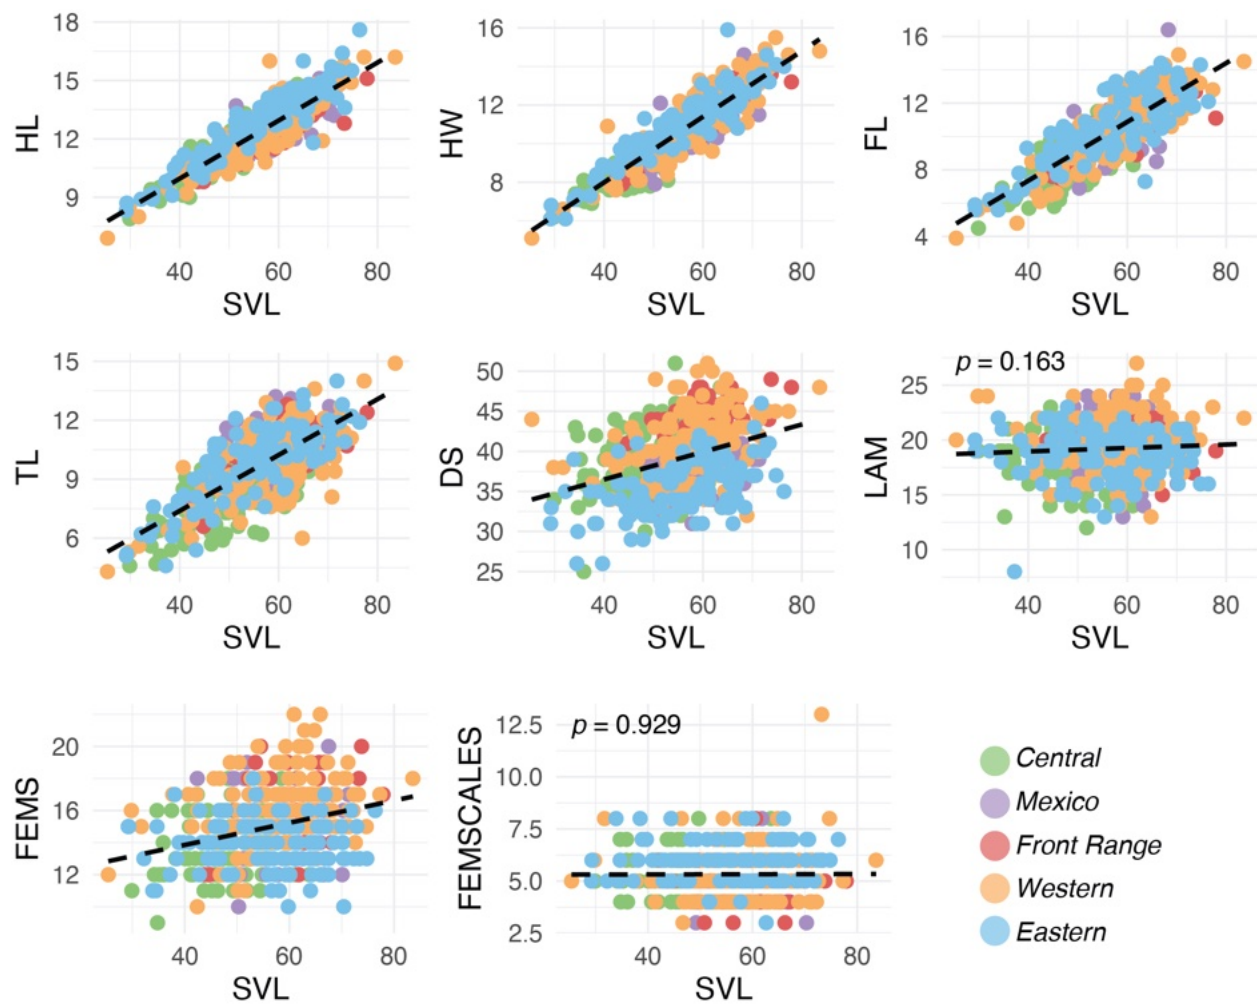 18
15
12
9
HL
40 60 80
SVL
16
12
8
HW
40 60 80
SVL
16
12
8
4
FL
40 60 80
SVL
15
12
9
6
TL
40 60 80
SVL
50
45
40
35
30
25
DS
40 60 80
SVL
p = 0.163
25
20
15
10
LAM
40 60 80
SVL
20
16
12
FEMS
40 60 80
SVL
p = 0.929
12.5
10.0
7.5
5.0
2.5
FEMSCALES
40 60 80
SVL
Central
Mexico
Front Range
Western
Eastern